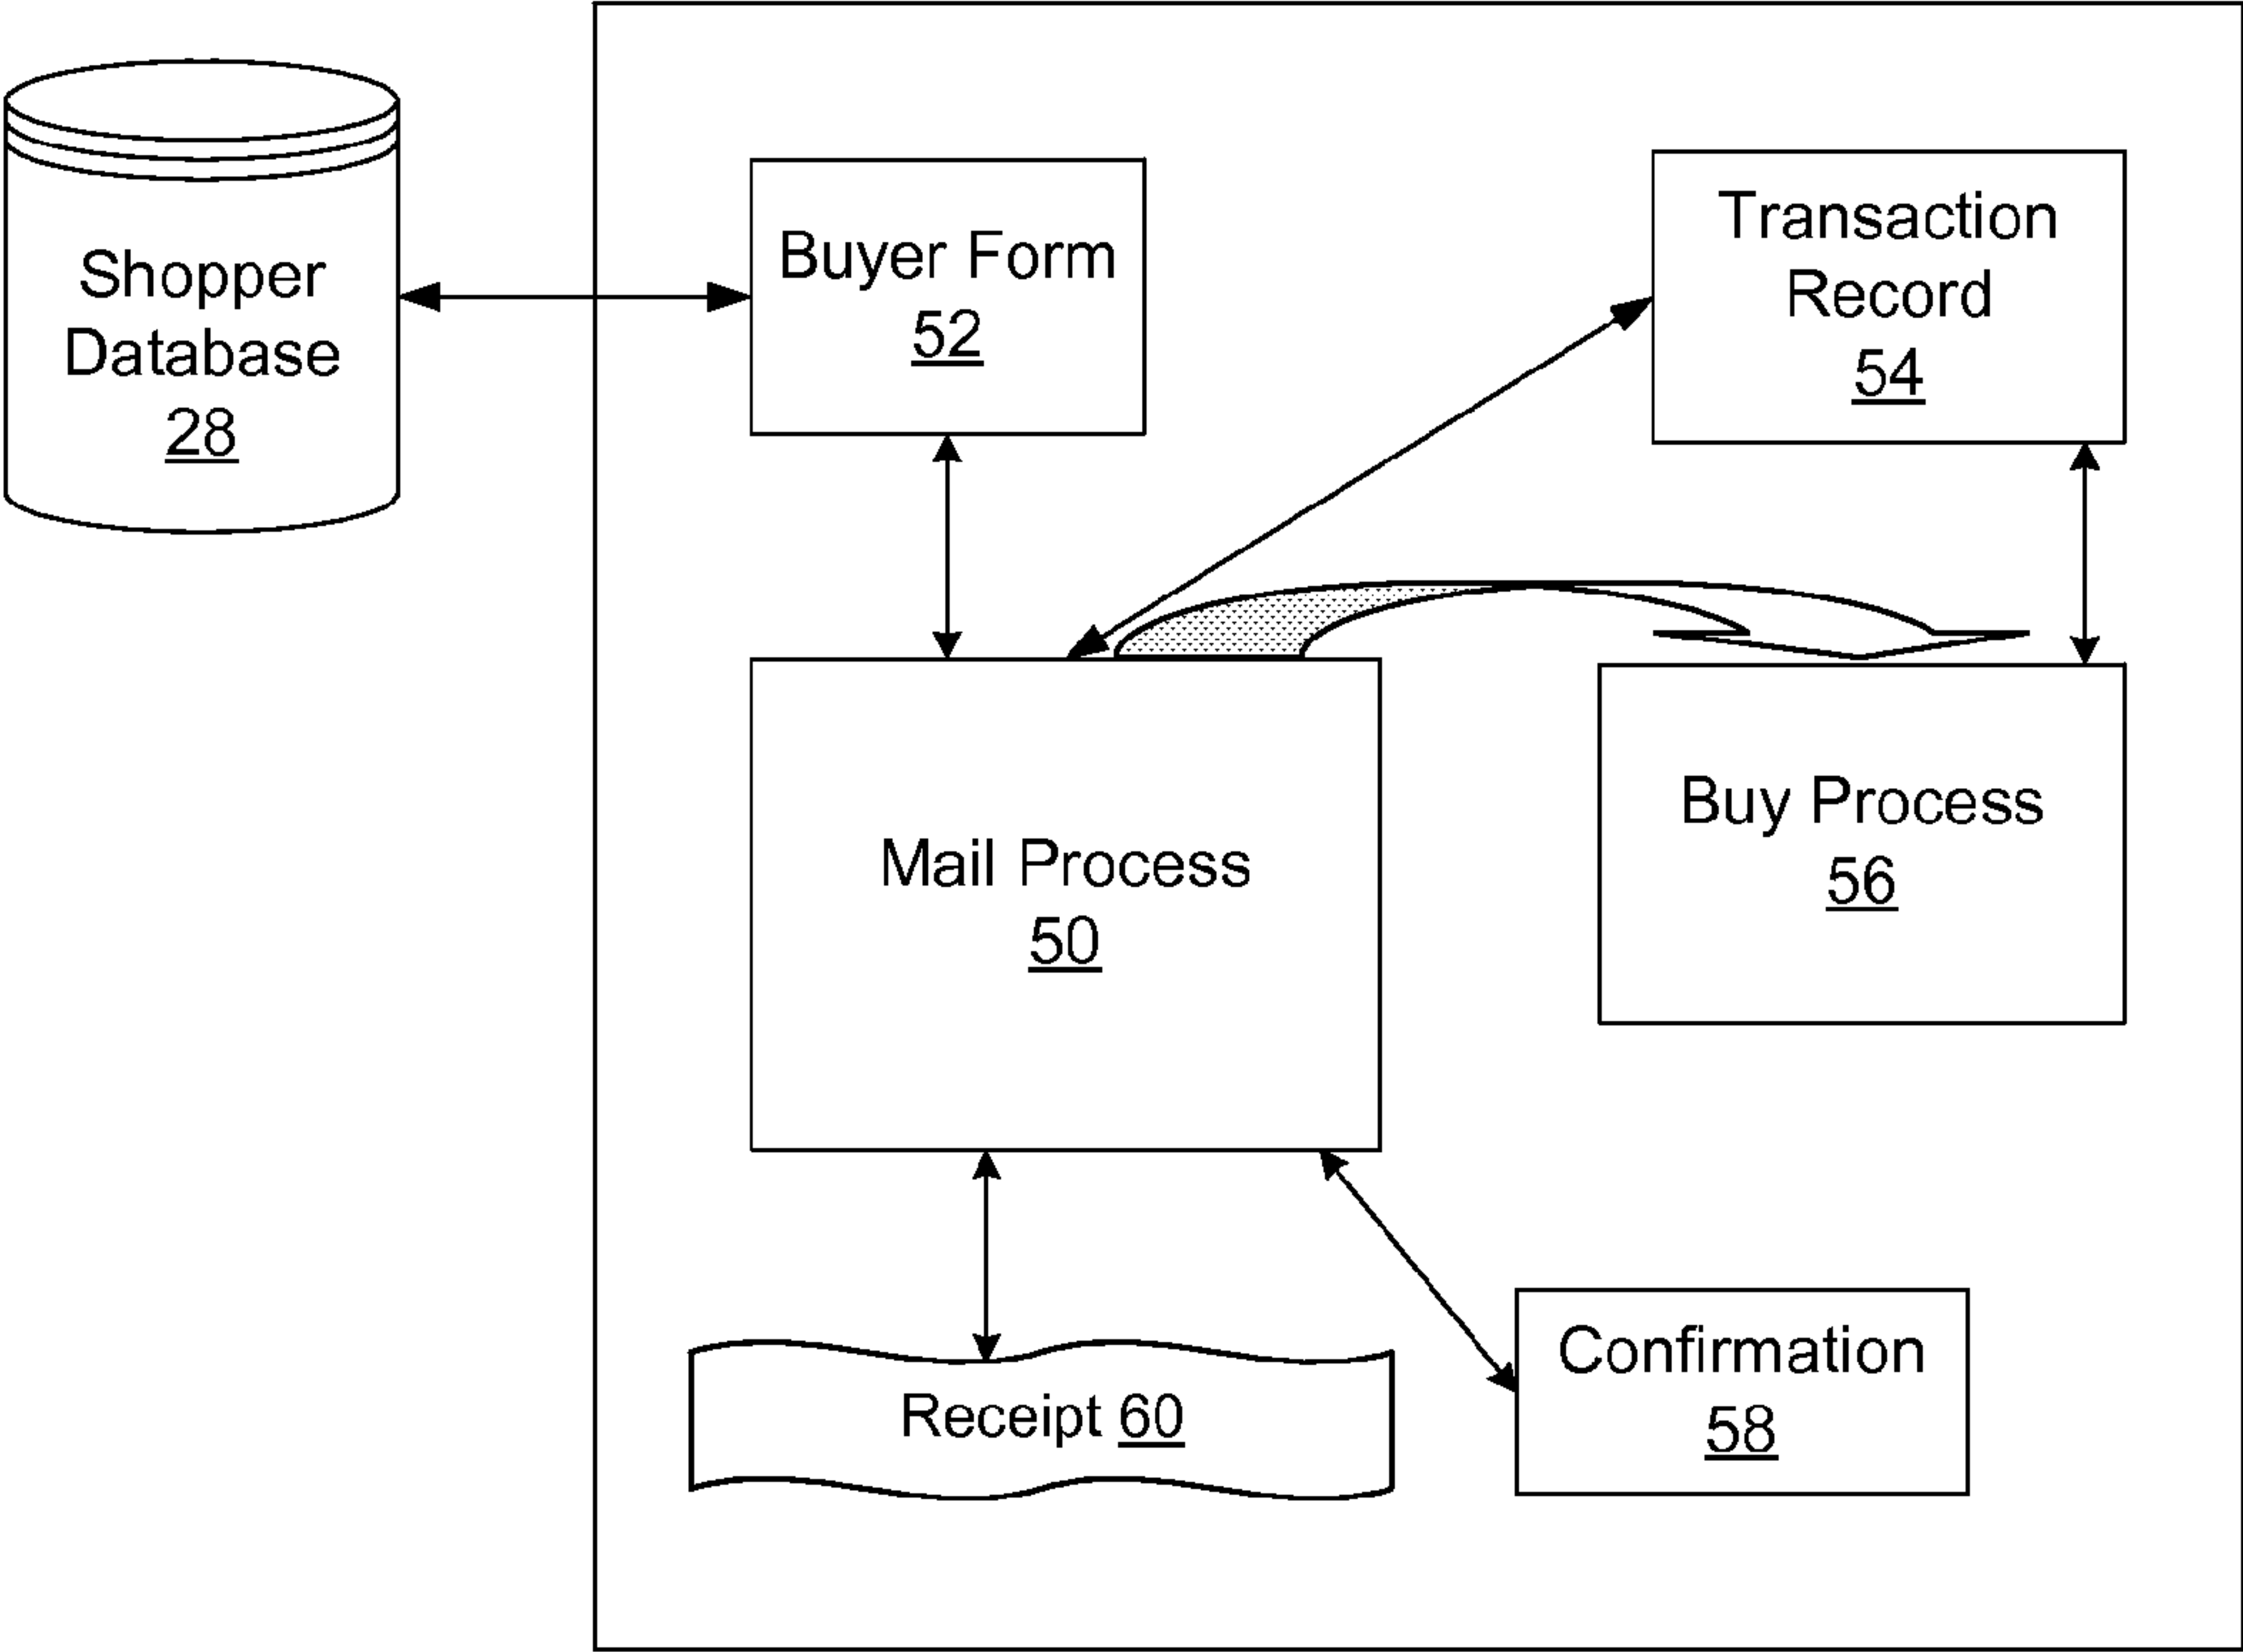 Shopper
Database
28
Buyer Form
52
Transaction
Record
54
Mail Process
50
Buy Process
56
Receipt 60
Confirmation
58